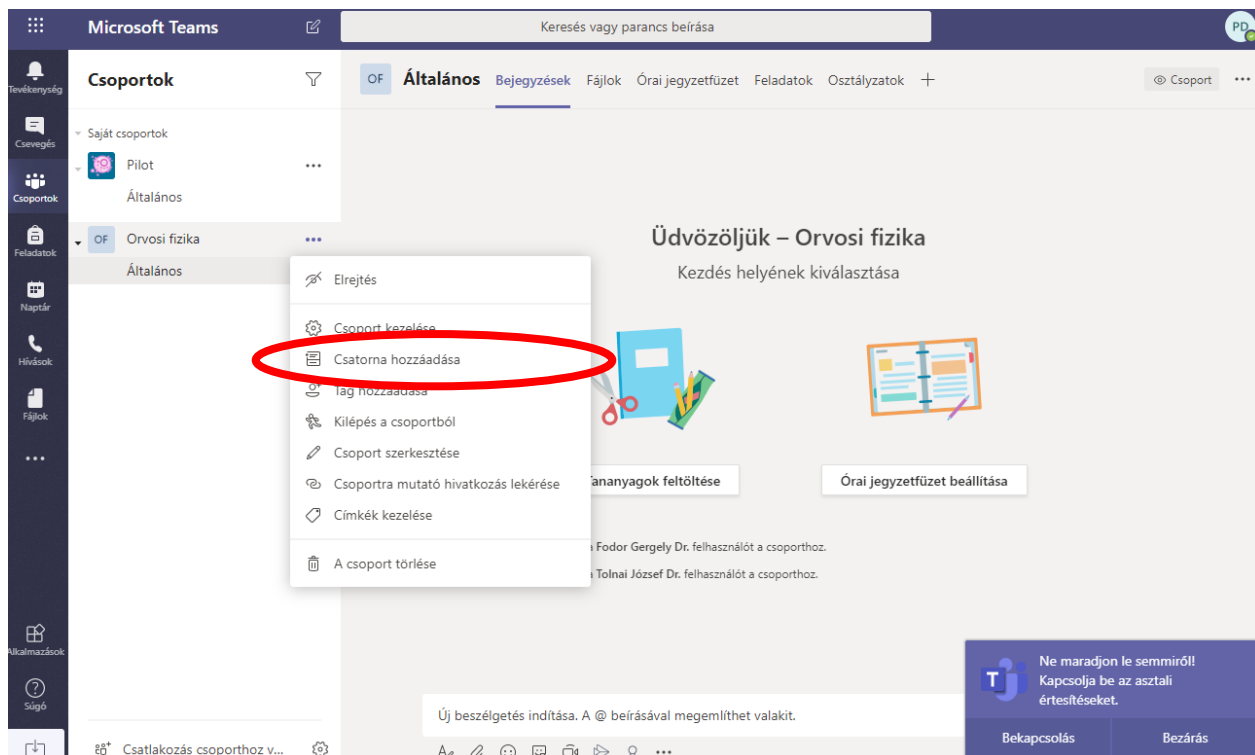 Microsoft Teams
Keresés vagy parancs beírása
PD
Tevékenység
Csevegés
Csoportok
Feladatok
Naptár
Hívások
Fájlok
Alkalmazások
Súgó
Csoportok
Saját csoportok
Pilot
Általános
OF Orvosi fizika
Általános
Csatlakozás csoporthoz v...
OF Általános Bejegyzések Fájlok Órai jegyzetfüzet Feladatok Osztályzatok
Csoport
Elrejtés
Csoport kezelése
Csatorna hozzáadása
Tag hozzáadása
Kilépés a csoportból
Csoport szerkesztése
Csoportra mutató hivatkozás lekérése
Címkék kezelése
A csoport törlése
Üdvözöljük – Orvosi fizika
Kezdés helyének kiválasztása
Tananyagok feltöltése
Órai jegyzetfüzet beállítása
a Fodor Gergely Dr. felhasználót a csoporthoz.
a Tolnai József Dr. felhasználót a csoporthoz.
Új beszélgetés indítása. A @ beírásával megemlíthet valakit.
T
Ne maradjon le semmiről!
Kapcsolja be az asztali
értesítéseket.
Bekapcsolás
Bezárás